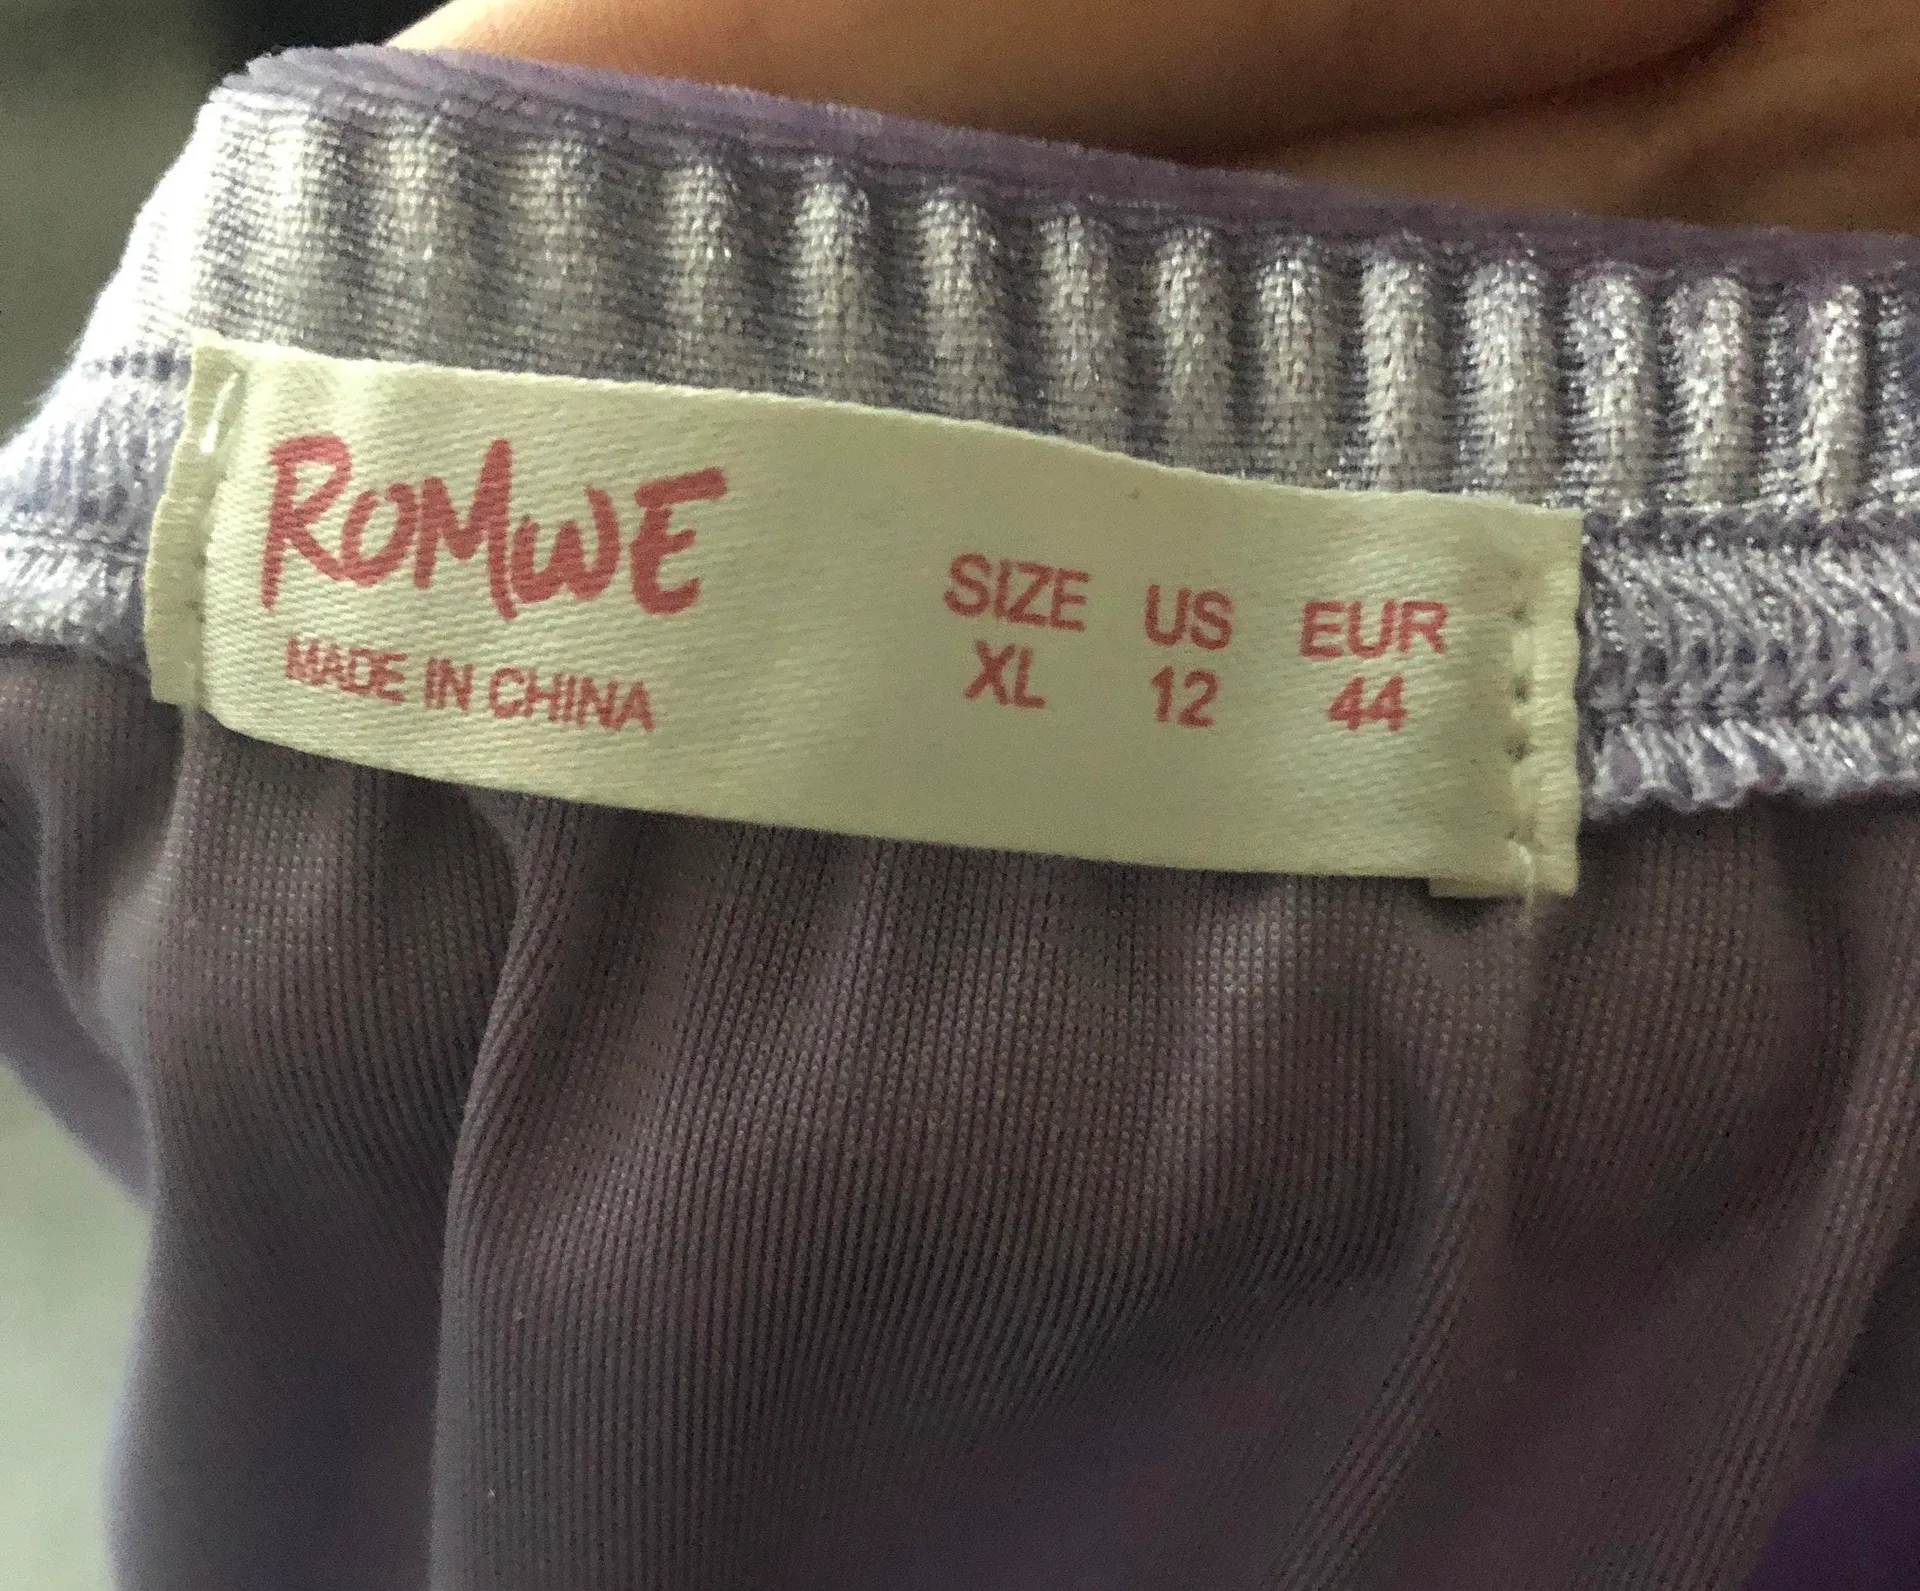 ROMWE
MADE IN CHINA
SIZE US EUR
XL 12 44